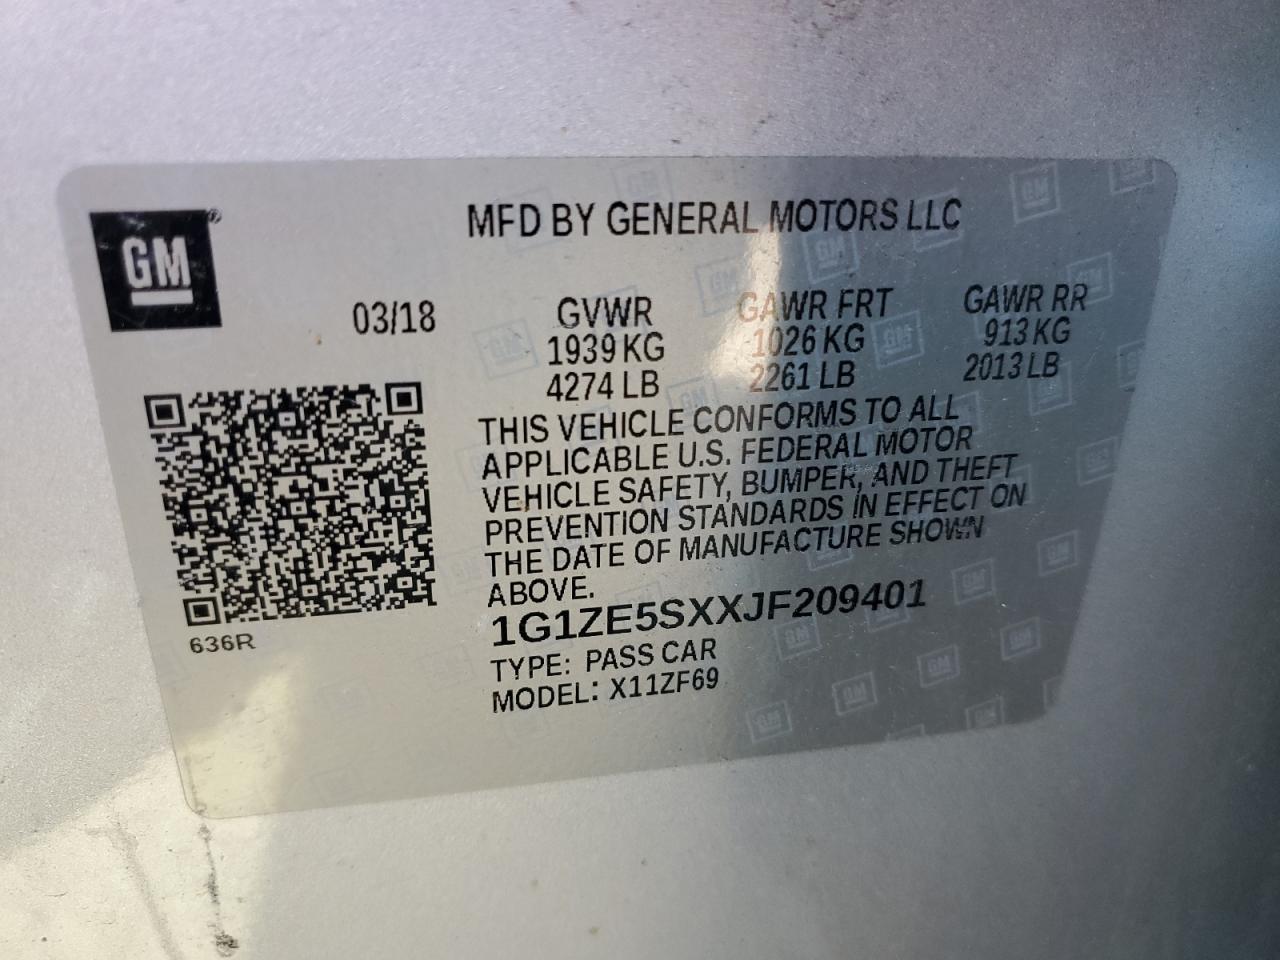 GM®
MFD BY GENERAL MOTORS LLC
03/18
GVWR
1939 KG
4274 LB
GAWR FRT
1026 KG
2261 LB
GAWR RR
913 KG
2013 LB
THIS VEHICLE CONFORMS TO ALL
APPLICABLE U.S. FEDERAL MOTOR
VEHICLE SAFETY, BUMPER, AND THEFT
PREVENTION STANDARDS IN EFFECT ON
THE DATE OF MANUFACTURE SHOWN
ABOVE.
1G1ZE5SXXJF209401
TYPE: PASS CAR
MODEL: X11ZF69
636R